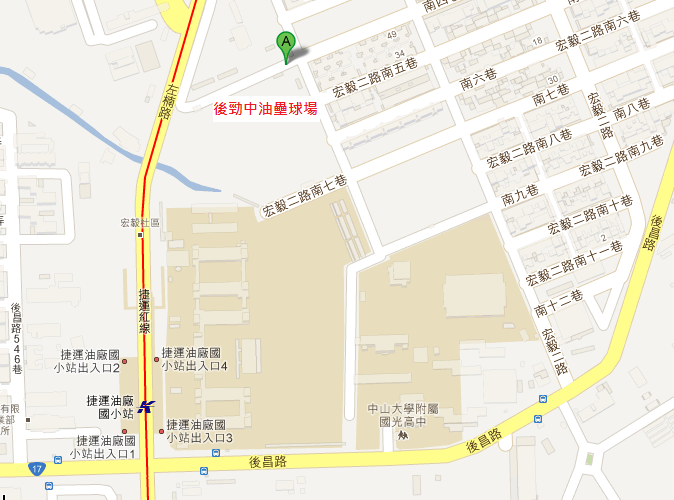 南四
南六巷
宏毅二路南六巷
49
34
18
A
宏毅二路南五巷
南六巷
30
南七巷
左楠路
後勁中油壘球場
宏毅二路
南八巷
宏毅二路南八巷
南九巷
宏毅二路南七巷
南九巷
宏毅二路南十巷
後昌路
宏毅社區
2
宏毅二路南十一巷
捷運紅線
南十二巷
後昌路546巷
宏毅二路
捷運油廠國
小站出入口2
捷運油廠國
小站出入口4
捷運油廠
國小站
有限
業部
所
中山大學附屬
國光高中
捷運油廠國
小站出入口1
捷運油廠國
小站出入口3
後昌路
後昌路
17